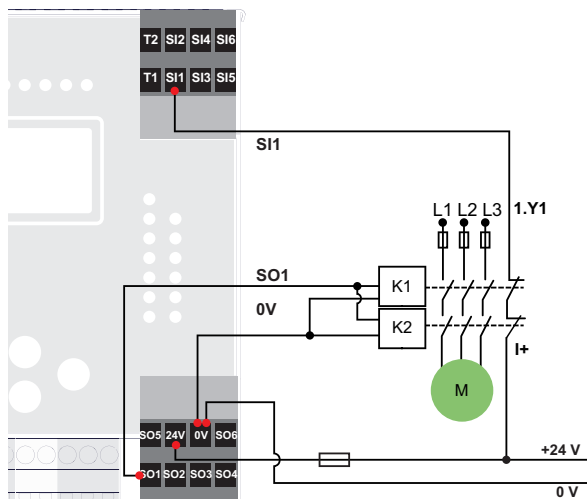 T2 SI2 SI4 SI6
T1 SI1 SI3 SI5
SI1
L1 L2 L3 1.Y1
SO1
K1
0V
K2
I+
M
SO5 24V 0V SO6
+24 V
SO1 SO2 SO3 SO4
0 V